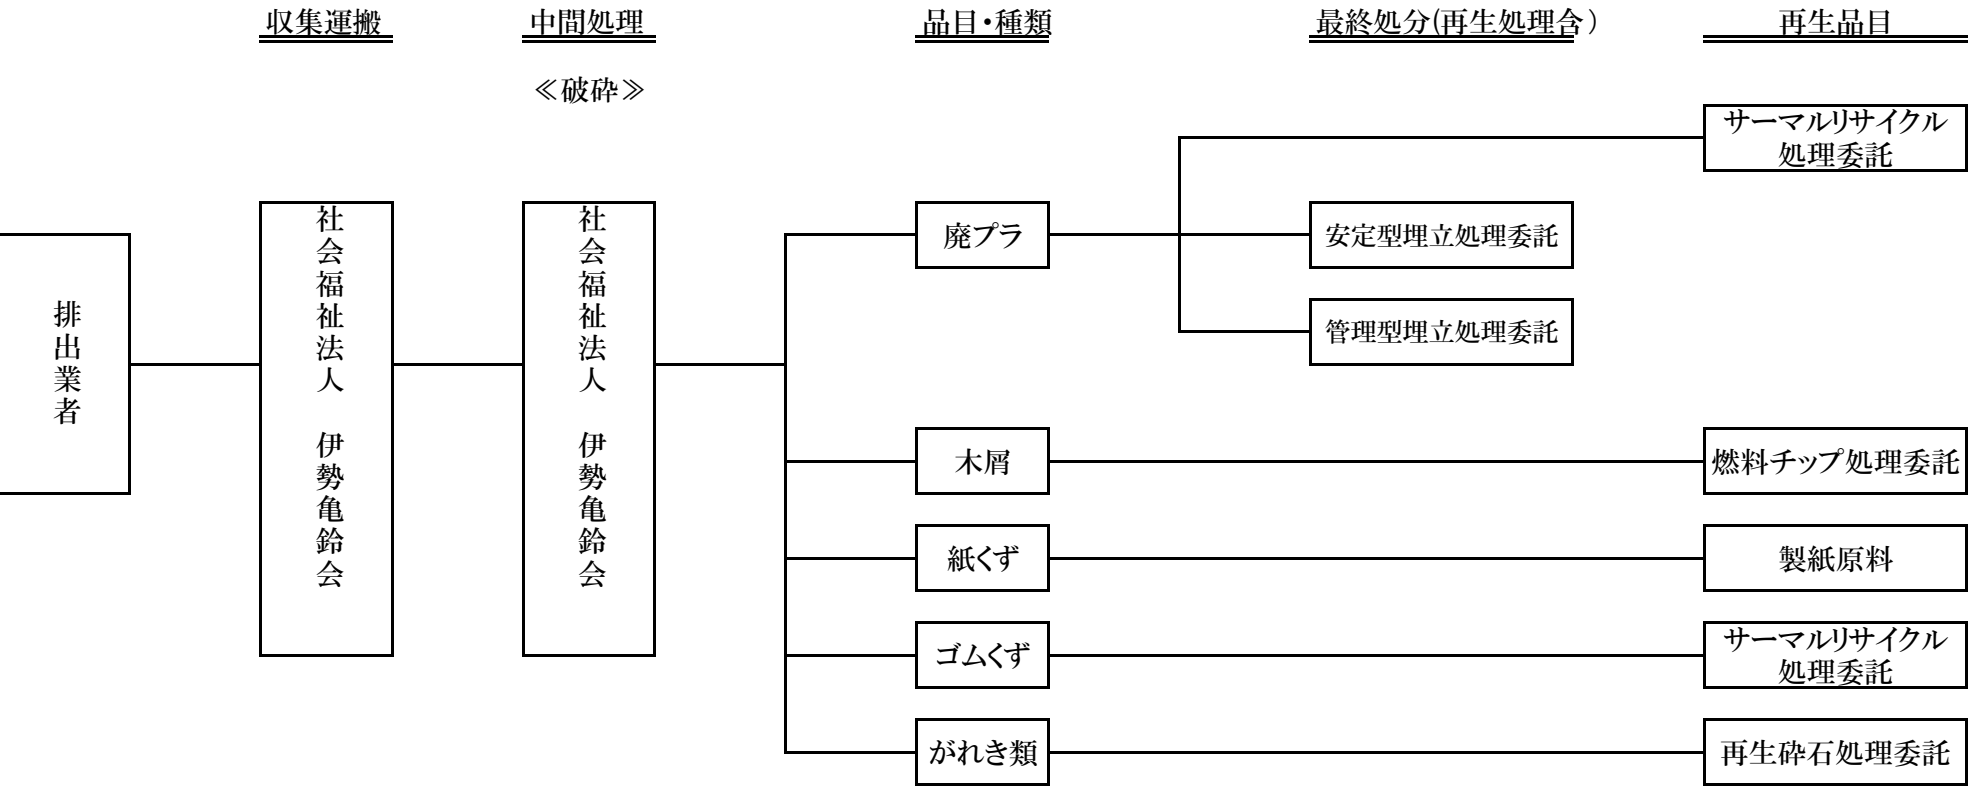 収集運搬
中間処理
品目・種類
最終処分(再生処理含)
再生品目
≪破砕≫
排出業者
社会福祉法人　伊勢亀鈴会
社会福祉法人　伊勢亀鈴会
廃プラ
サーマルリサイクル
処理委託
安定型埋立処理委託
管理型埋立処理委託
木屑
燃料チップ処理委託
紙くず
製紙原料
ゴムくず
サーマルリサイクル
処理委託
がれき類
再生砕石処理委託